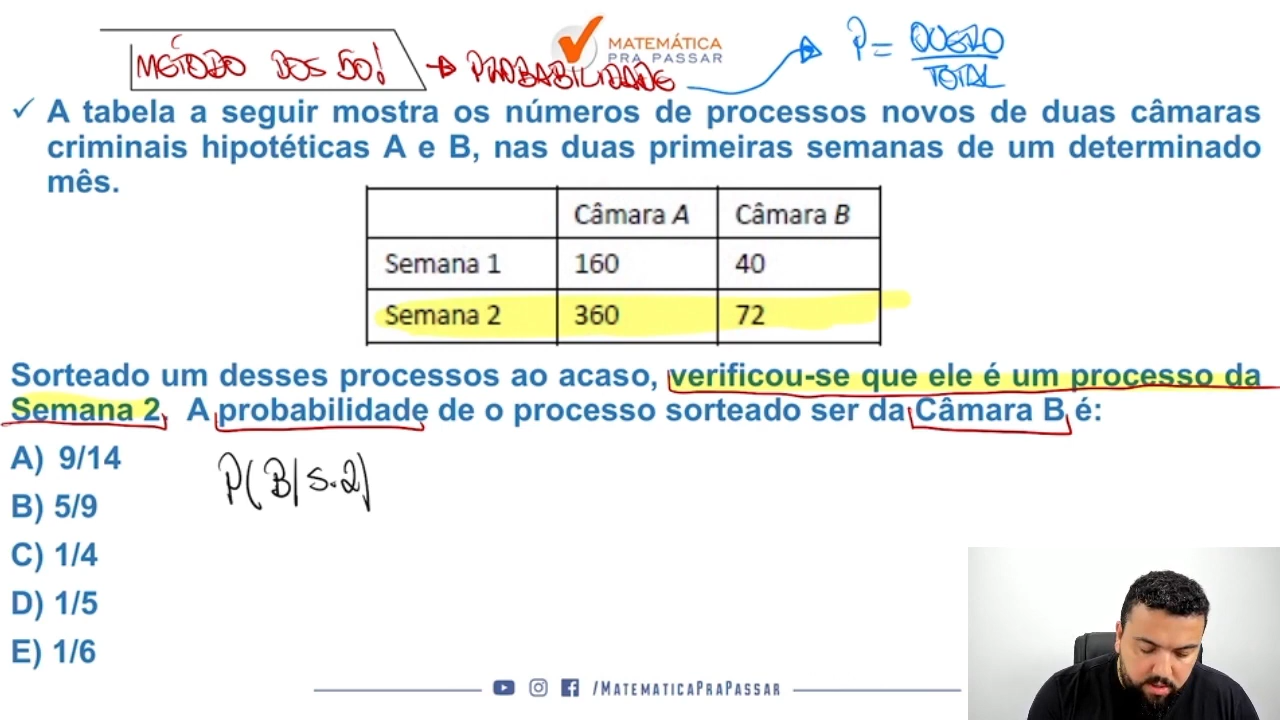 MÉTODO DOS 50! → PROBABILIDADE
MATEMÁTICA
PRA PASSAR
P = QUERO
TOTAL
✓ A tabela a seguir mostra os números de processos novos de duas câmaras
criminais hipotéticas A e B, nas duas primeiras semanas de um determinado
mês.
Câmara A Câmara B
Semana 1 160 40
Semana 2 360 72
Sorteado um desses processos ao acaso, verificou-se que ele é um processo da
Semana 2. A probabilidade de o processo sorteado ser da Câmara B é:
A) 9/14
P(B|S.2)
B) 5/9
C) 1/4
D) 1/5
E) 1/6
/MATEMATICAPRAPASSAR